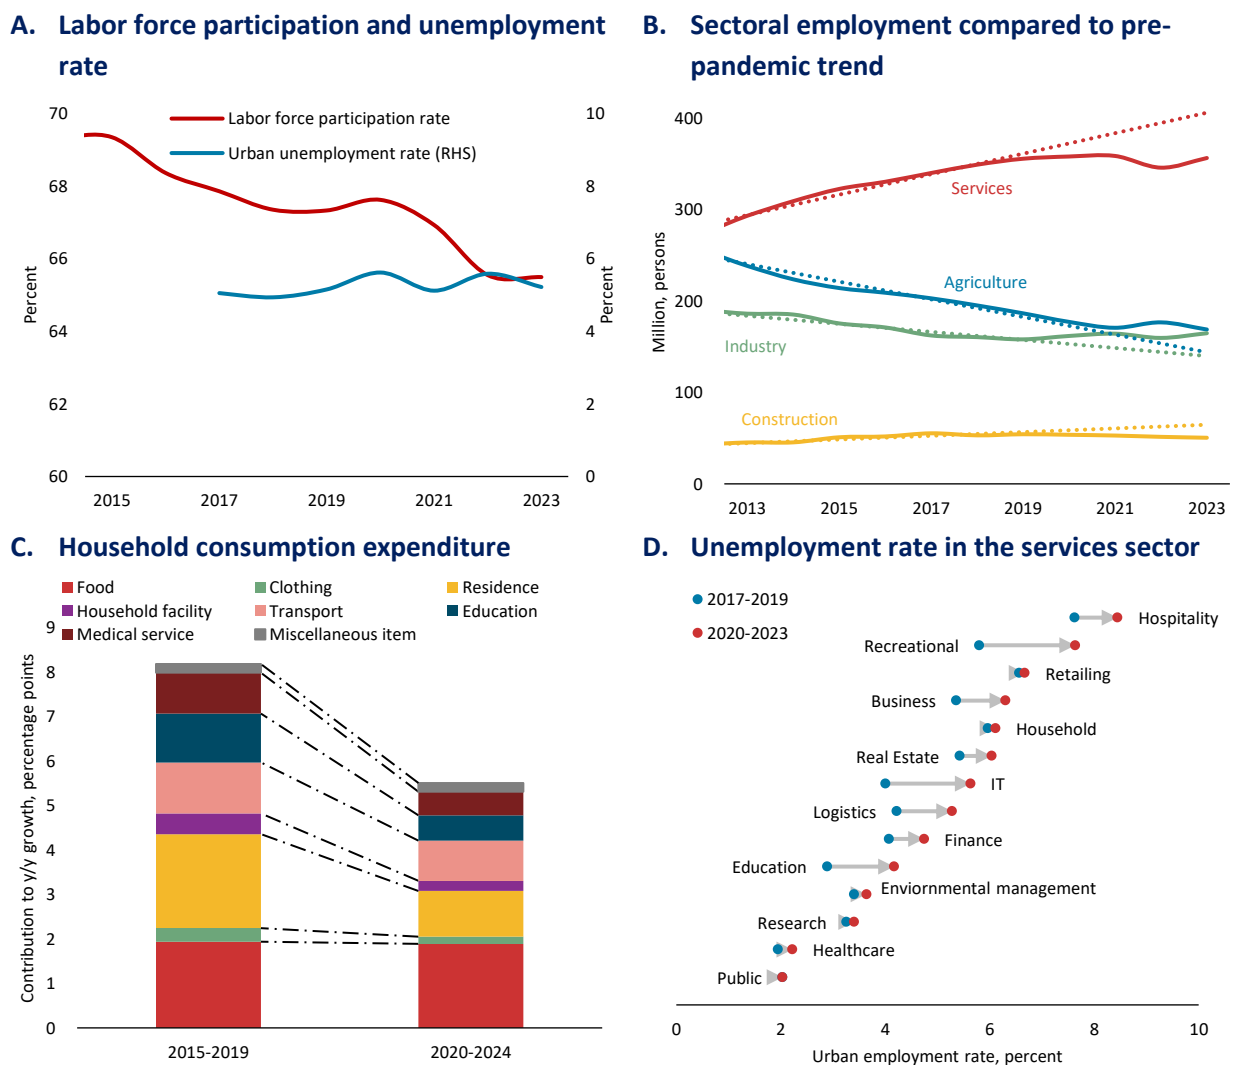 A. Labor force participation and unemployment
rate
70
10
Labor force participation rate
Urban unemployment rate (RHS)
68
8
66
6
Percent
Percent
64
4
62
2
60
0
2015
2017
2019
2021
2023
B. Sectoral employment compared to pre-
pandemic trend
400
Services
300
Million, persons
Agriculture
200
Industry
100
Construction
0
2013
2015
2017
2019
2021
2023
C. Household consumption expenditure
Food
Clothing
Residence
Household facility
Transport
Education
Medical service
Miscellaneous item
Contribution to y/y growth, percentage points
9
8
7
6
5
4
3
2
1
0
2015-2019
2020-2024
D. Unemployment rate in the services sector
2017-2019
2020-2023
Hospitality
Recreational
Retailing
Business
Household
Real Estate
IT
Logistics
Finance
Education
Enviornmental management
Research
Healthcare
Public
0
2
4
6
8
10
Urban employment rate, percent